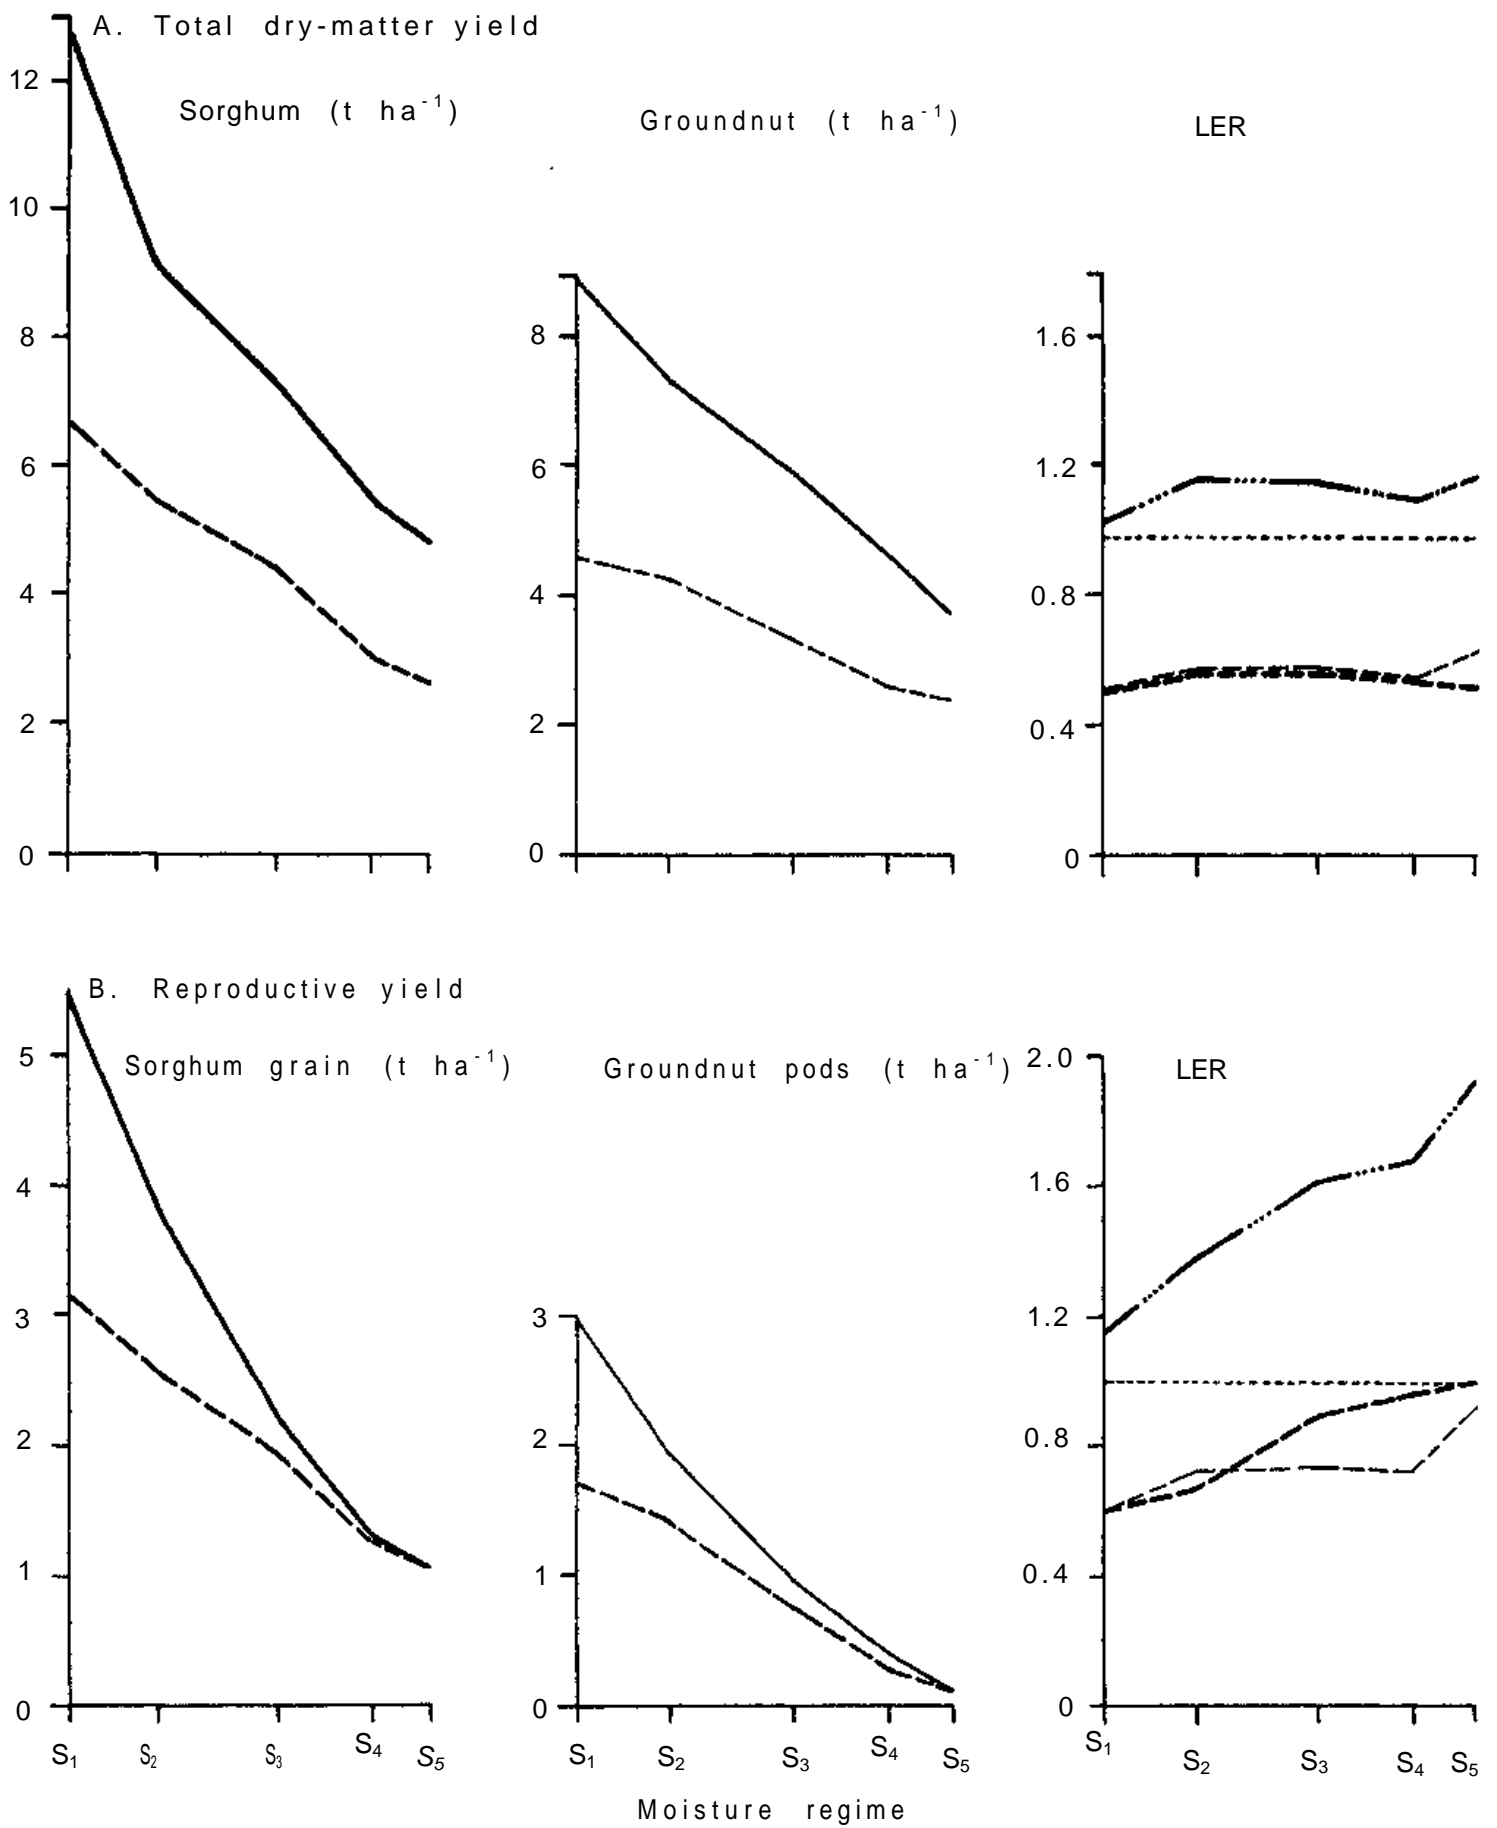 A. Total dry-matter yield
Sorghum (t ha⁻¹)
Groundnut (t ha⁻¹)
LER
12
10
8
6
4
2
0
8
6
4
2
0
1.6
1.2
0.8
0.4
0
B. Reproductive yield
Sorghum grain (t ha⁻¹)
Groundnut pods (t ha⁻¹)
LER
5
4
3
2
1
0
3
2
1
0
2.0
1.6
1.2
0.8
0.4
0
S₁ S₂ S₃ S₄ S₅
S₁ S₂ S₃ S₄ S₅
S₁ S₂ S₃ S₄ S₅
Moisture regime